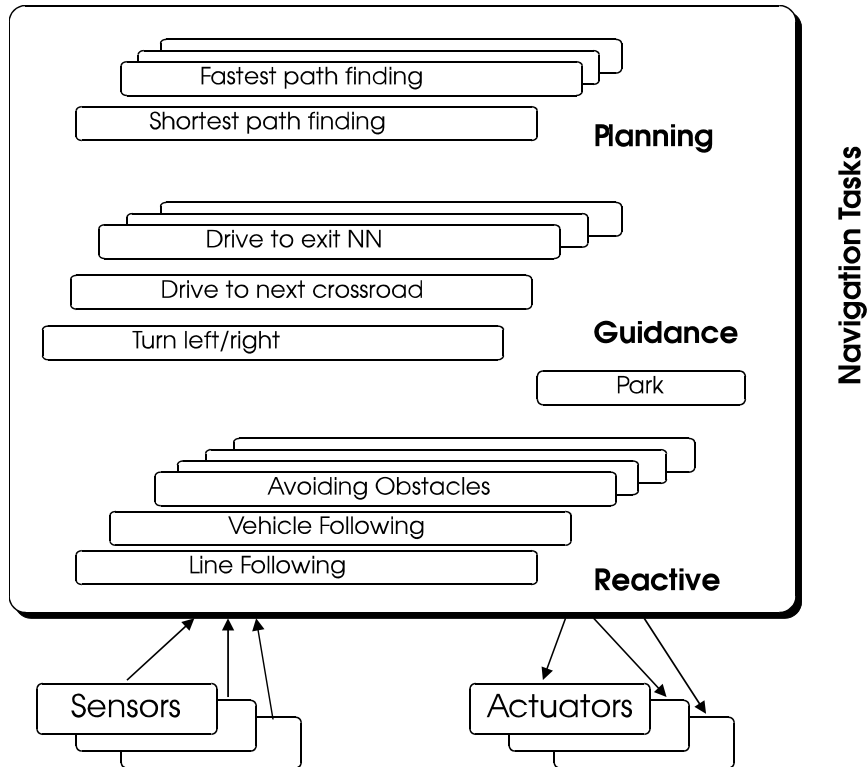 Fastest path finding
Shortest path finding
Planning
Drive to exit NN
Drive to next crossroad
Turn left/right
Guidance
Park
Avoiding Obstacles
Vehicle Following
Line Following
Reactive
Navigation Tasks
Sensors
Actuators